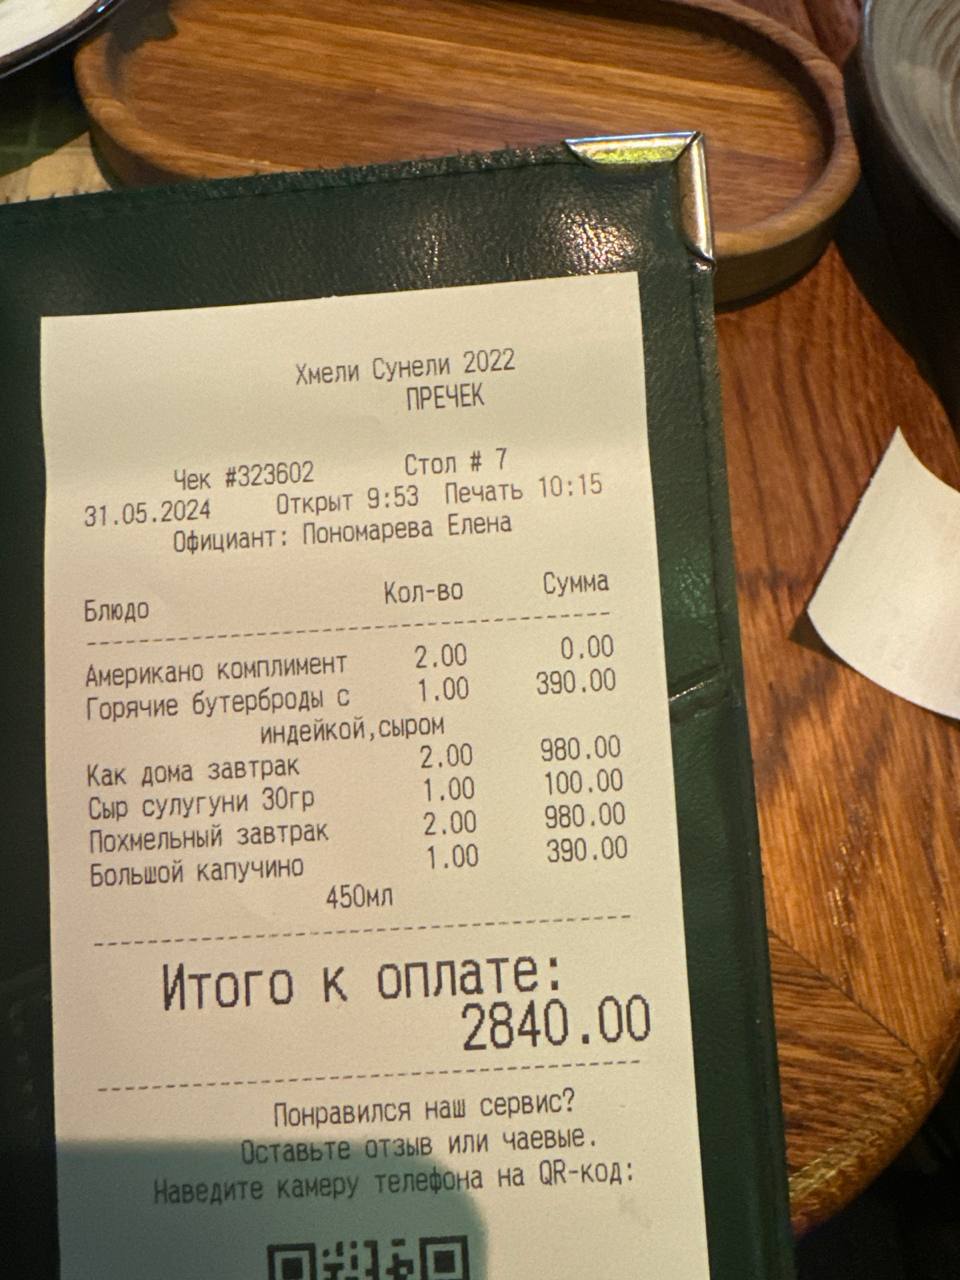 Хмели Сунели 2022
ПРЕЧЕК
Чек #323602 Стол # 7
31.05.2024 Открыт 9:53 Печать 10:15
Официант: Пономарева Елена
Блюдо Кол-во Сумма
Американо комплимент 2.00 0.00
Горячие бутерброды с 1.00 390.00
индейкой,сыром
Как дома завтрак 2.00 980.00
Сыр сулугуни 30гр 1.00 100.00
Похмельный завтрак 2.00 980.00
Большой капучино 1.00 390.00
450мл
Итого к оплате:
2840.00
Понравился наш сервис?
Оставьте отзыв или чаевые.
Наведите камеру телефона на QR-код: